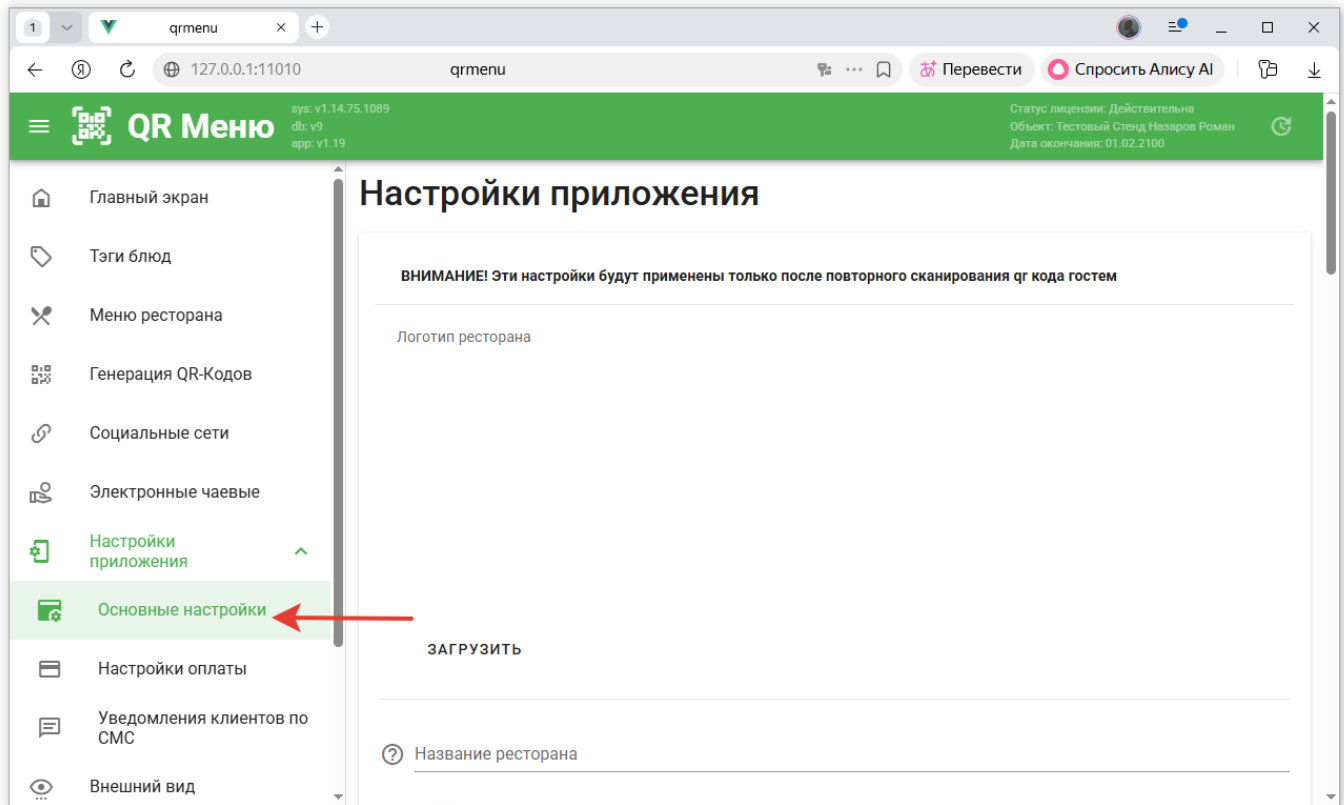 1
qrmenu
127.0.0.1:11010
qrmenu
Перевести
Спросить Алису AI
QR Меню
sys: v1.14.75.1089
db: v9
app: v1.19
Статус лицензии: Действительна
Объект: Тестовый Стенд Назаров Роман
Дата окончания: 01.02.2100
Главный экран
Тэги блюд
Меню ресторана
Генерация QR-Кодов
Социальные сети
Электронные чаевые
Настройки
приложения
Основные настройки
Настройки оплаты
Уведомления клиентов по
СМС
Внешний вид
Настройки приложения
ВНИМАНИЕ! Эти настройки будут применены только после повторного сканирования qr кода гостем
Логотип ресторана
ЗАГРУЗИТЬ
Название ресторана